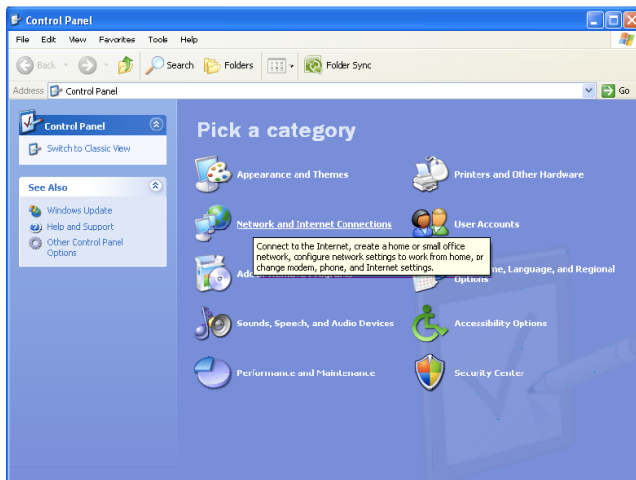 Control Panel
File Edit View Favorites Tools Help
Back Search Folders Folder Sync
Address Control Panel Go
Control Panel
Switch to Classic View
See Also
Windows Update
Help and Support
Other Control Panel
Options
Pick a category
Appearance and Themes
Printers and Other Hardware
Network and Internet Connections
User Accounts
Connect to the Internet, create a home or small office
network, configure network settings to work from home, or
change modem, phone, and Internet settings.
Language, and Regional
Options
Sounds, Speech, and Audio Devices
Accessibility Options
Performance and Maintenance
Security Center